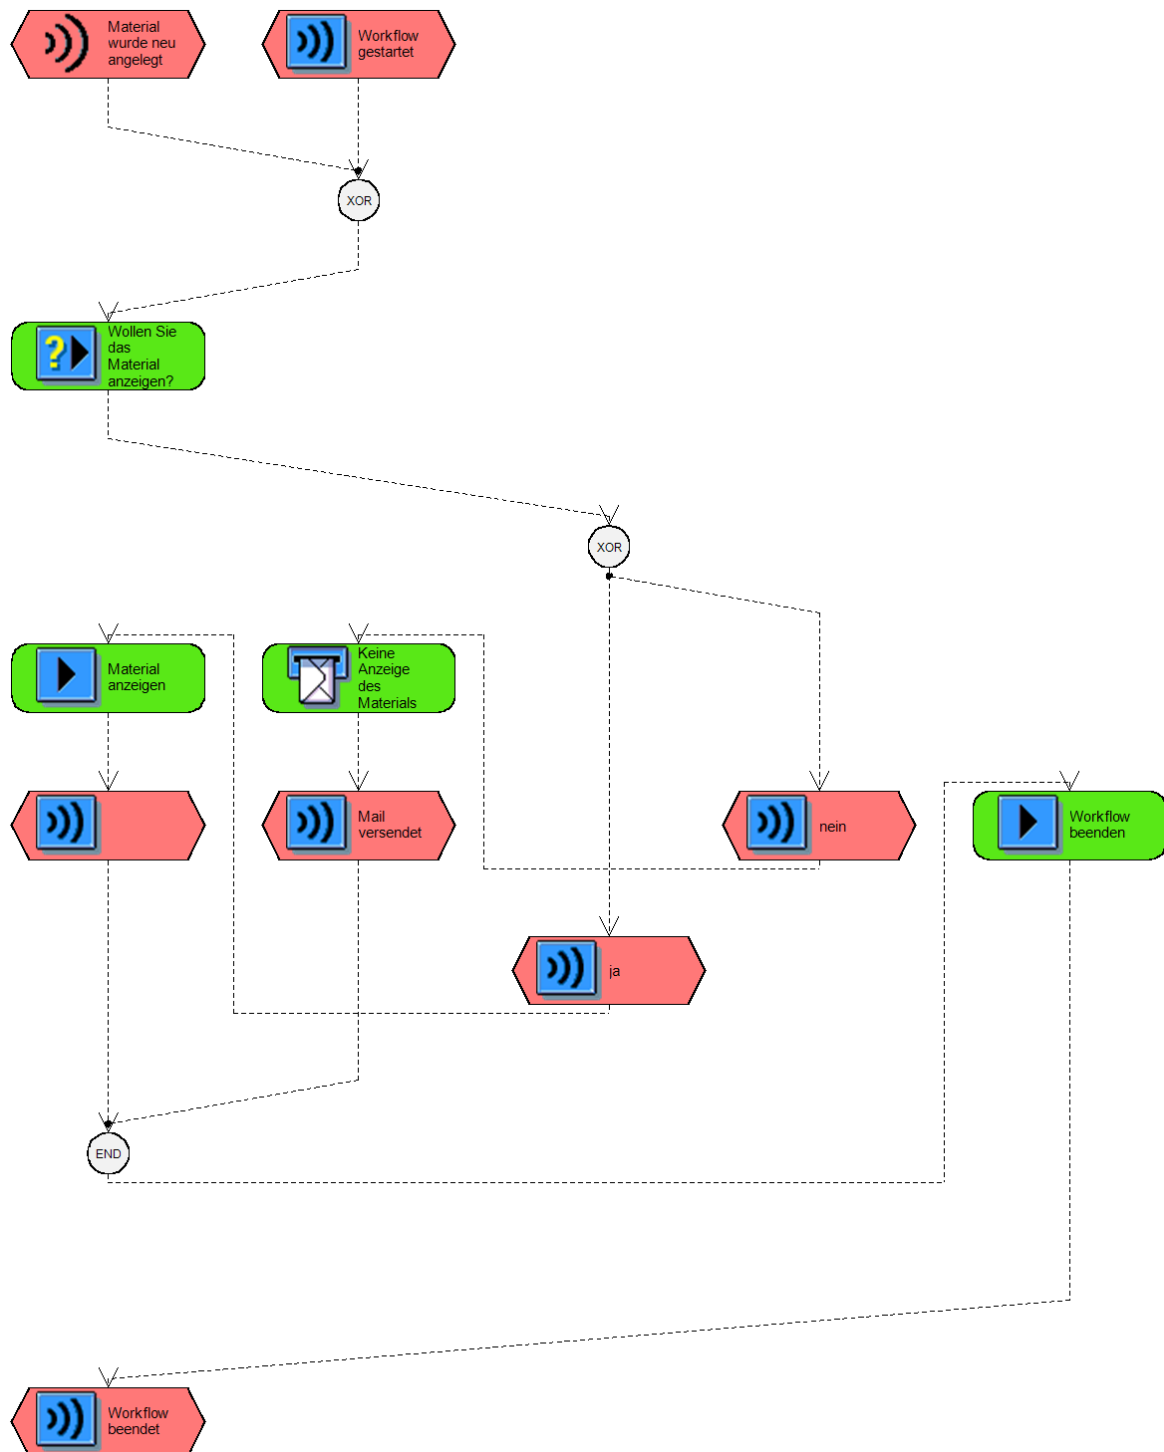 Material
wurde neu
angelegt
Workflow
gestartet
XOR
Wollen Sie
das
Material
anzeigen?
XOR
Material
anzeigen
Keine
Anzeige
des
Materials
Mail
versendet
nein
Workflow
beenden
ja
END
Workflow
beendet